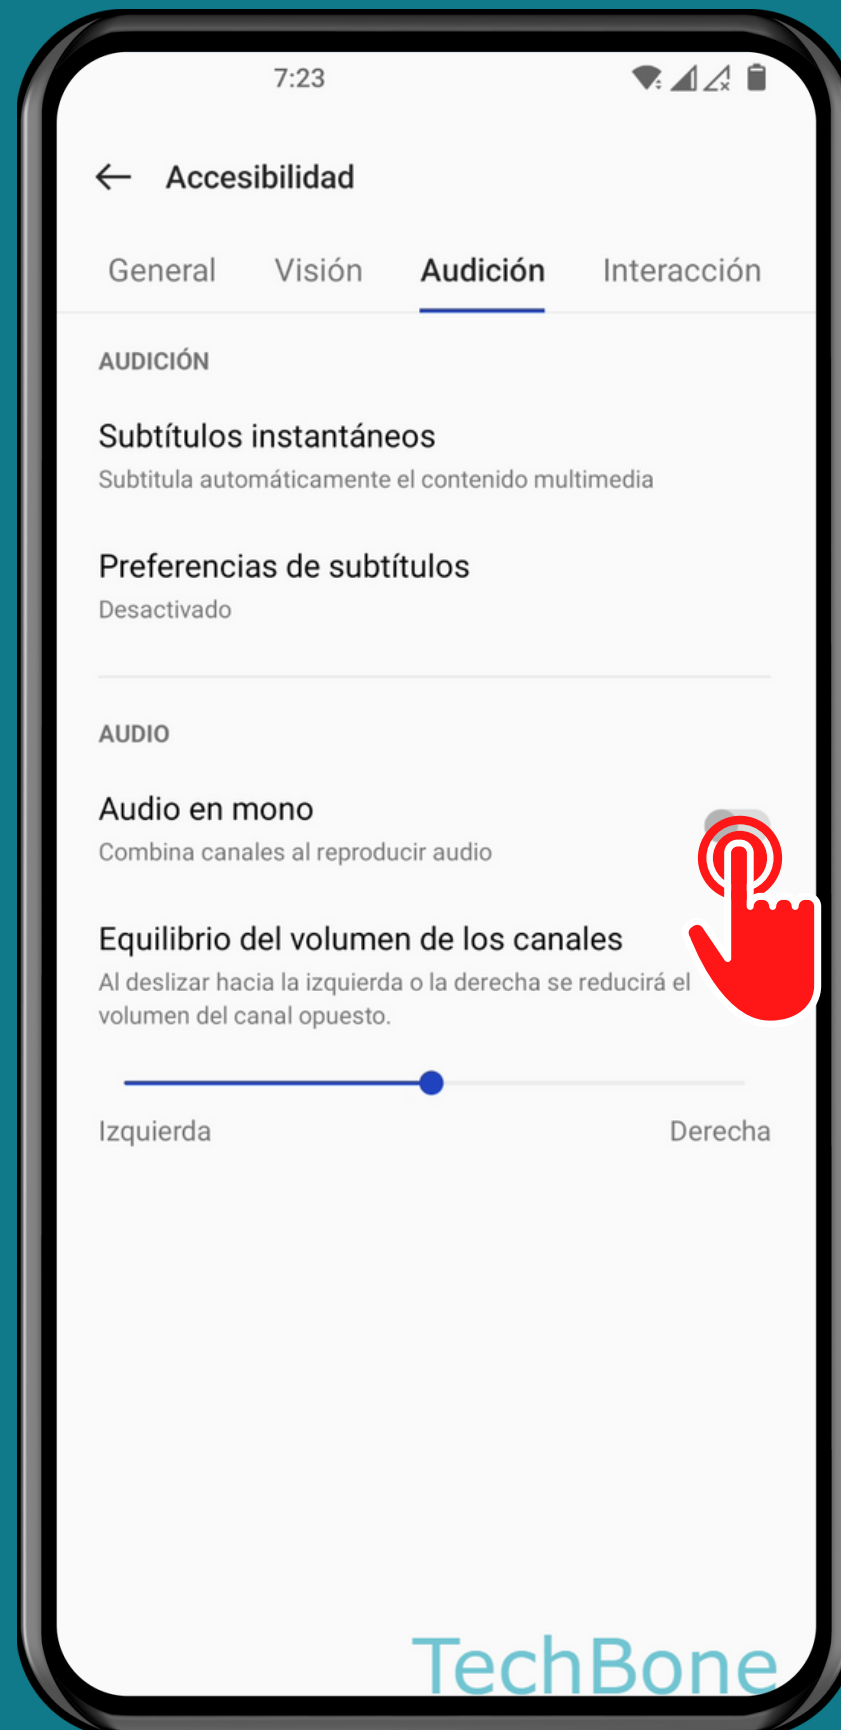 7:23
Accesibilidad
General Visión Audición Interacción
AUDICIÓN
Subtítulos instantáneos
Subtitula automáticamente el contenido multimedia
Preferencias de subtítulos
Desactivado
AUDIO
Audio en mono
Combina canales al reproducir audio
Equilibrio del volumen de los canales
Al deslizar hacia la izquierda o la derecha se reducirá el
volumen del canal opuesto.
Izquierda Derecha
TechBone